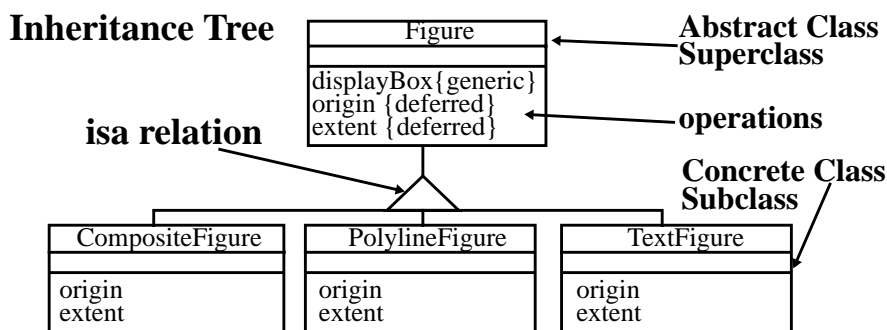 Inheritance Tree
Figure
Abstract Class
Superclass
displayBox{generic}
origin {deferred}
extent {deferred}
operations
isa relation
Concrete Class
Subclass
CompositeFigure
PolylineFigure
TextFigure
origin
extent
origin
extent
origin
extent